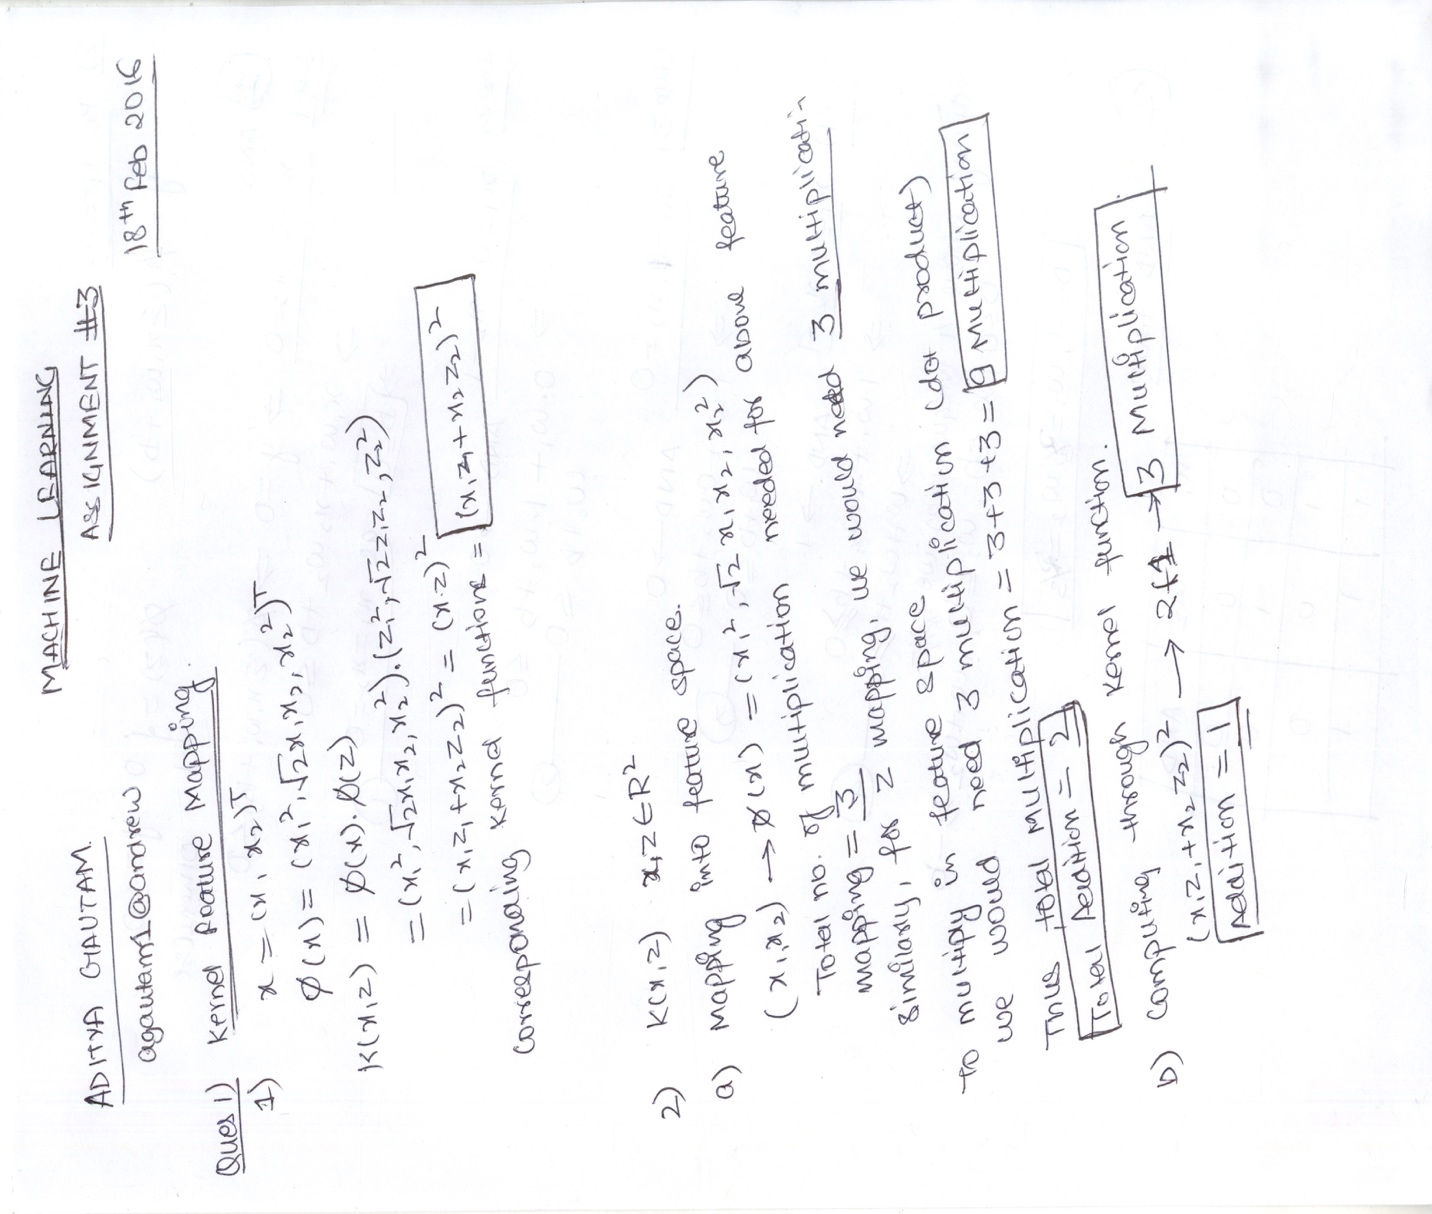 MACHINE LEARNING
ASSIGNMENT #3
18th Feb 2016
ADITYA GAUTAM
agautam1@andrew
Ques 1) Kernel feature Mapping
1) x = (x₁ x₂)ᵀ
φ(x) = (x₁², √2x₁x₂, x₂²)ᵀ
K(x,z) = φ(x).φ(z)
= (x₁², √2x₁x₂, x₂²).(z₁², √2z₁z₂, z₂²)
= (x₁z₁+x₂z₂)² = (x.z)²
corresponding kernel functions = (x₁z₁+x₂z₂)²
2) K(x,z) x,z ∈ R²
a) Mapping into feature space.
(x₁x₂) → φ(x) = (x₁², √2 x₁x₂, x₂²)
Total no. of multiplication needed for above feature
mapping = 3
Similarly, for z mapping, we would need 3 multiplicati
To multipy in feature space
we would need 3 multiplication (dot product)
Thus total multiplication = 3+3+3 = 9 multiplication
Total Addition = 2
b) Computing through kernel function.
(x₁z₁+x₂z₂)² → 2+1 → 3 Multiplication
Addition = 1